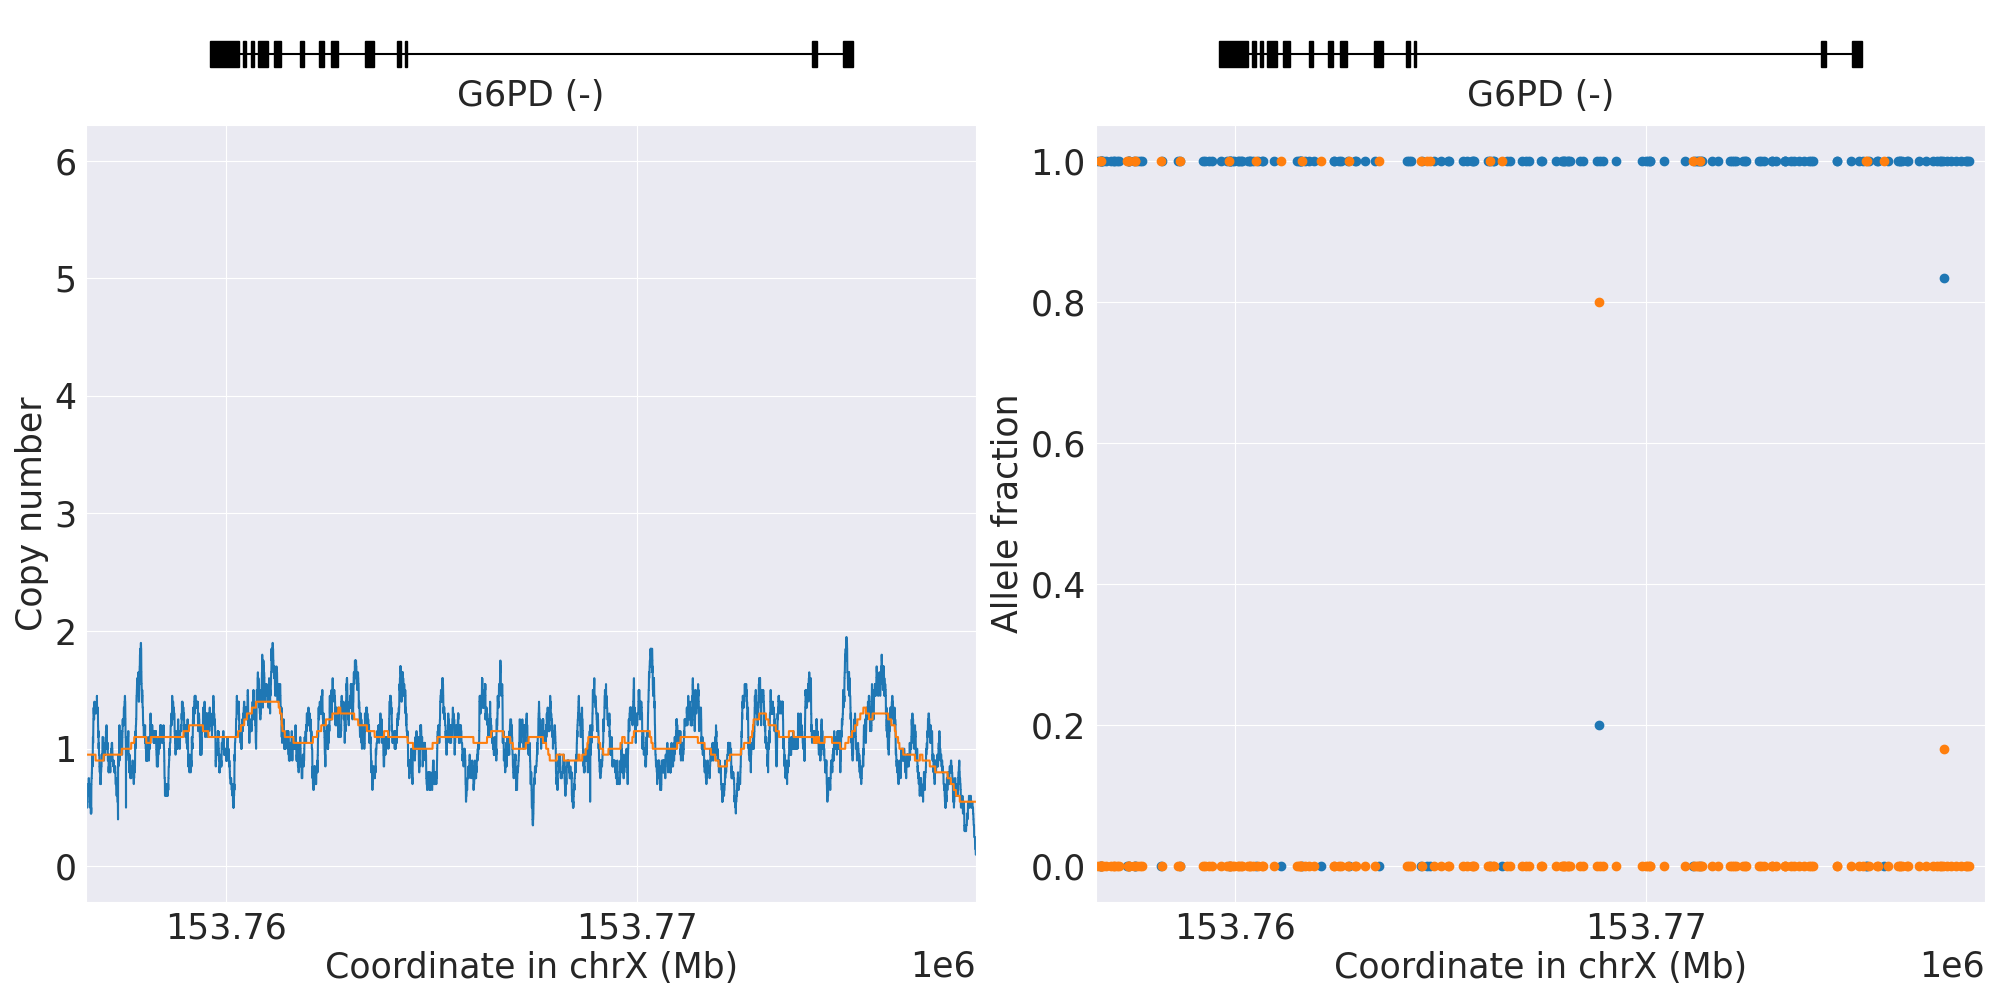 G6PD (-)
6
5
4
3
2
1
0
Copy number
153.76
153.77
Coordinate in chrX (Mb)
1e6
G6PD (-)
1.0
0.8
0.6
0.4
0.2
0.0
Allele fraction
153.76
153.77
Coordinate in chrX (Mb)
1e6